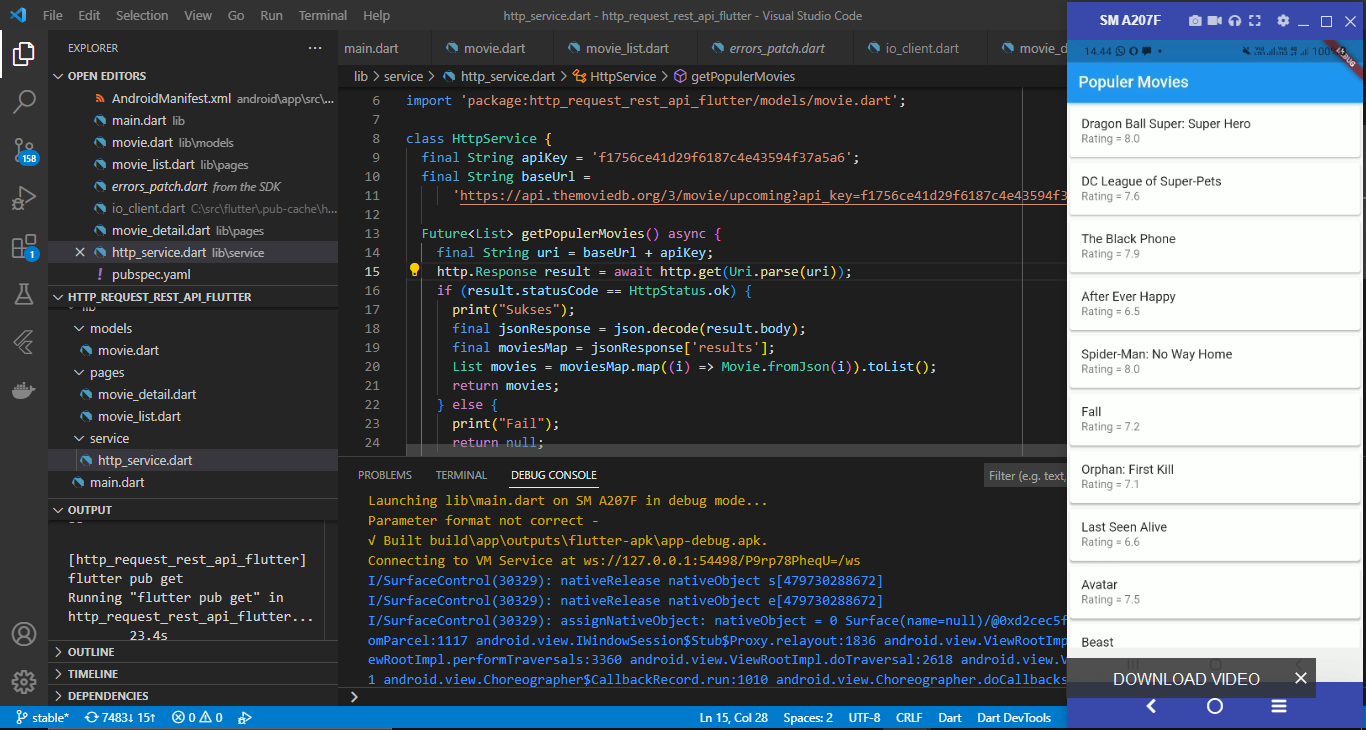 File Edit Selection View Go Run Terminal Help
http_service.dart - http_request_rest_api_flutter - Visual Studio Code
EXPLORER ...
OPEN EDITORS
AndroidManifest.xml android\app\src\...
main.dart lib
movie.dart lib\models
movie_list.dart lib\pages
errors_patch.dart from the SDK
io_client.dart C:\src\flutter\.pub-cache\h...
movie_detail.dart lib\pages
http_service.dart lib\service
pubspec.yaml
HTTP_REQUEST_REST_API_FLUTTER
lib
models
movie.dart
pages
movie_detail.dart
movie_list.dart
service
http_service.dart
main.dart
OUTPUT
[http_request_rest_api_flutter]
flutter pub get
Running "flutter pub get" in
http_request_rest_api_flutter...
23.4s
OUTLINE
TIMELINE
DEPENDENCIES
158
1
main.dart movie.dart movie_list.dart errors_patch.dart io_client.dart movie_d
lib > service > http_service.dart > HttpService > getPopulerMovies
6 import 'package:http_request_rest_api_flutter/models/movie.dart';
7
8 class HttpService {
9 final String apiKey = 'f1756ce41d29f6187c4e43594f37a5a6';
10 final String baseUrl =
11 'https://api.themoviedb.org/3/movie/upcoming?api_key=f1756ce41d29f6187c4e43594f3
12
13 Future<List> getPopulerMovies() async {
14 final String uri = baseUrl + apiKey;
15 http.Response result = await http.get(Uri.parse(uri));
16 if (result.statusCode == HttpStatus.ok) {
17 print("Sukses");
18 final jsonResponse = json.decode(result.body);
19 final moviesMap = jsonResponse['results'];
20 List movies = moviesMap.map((i) => Movie.fromJson(i)).toList();
21 return movies;
22 } else {
23 print("Fail");
24 return null;
PROBLEMS TERMINAL DEBUG CONSOLE Filter (e.g. text,
Launching lib\main.dart on SM A207F in debug mode...
Parameter format not correct -
√ Built build\app\outputs\flutter-apk\app-debug.apk.
Connecting to VM Service at ws://127.0.0.1:54498/P9rp78PheqU=/ws
I/SurfaceControl(30329): nativeRelease nativeObject s[479730288672]
I/SurfaceControl(30329): nativeRelease nativeObject e[479730288672]
I/SurfaceControl(30329): assignNativeObject: nativeObject = 0 Surface(name=null)/@0xd2cec5f
omParcel:1117 android.view.IWindowSession$Stub$Proxy.relayout:1836 android.view.ViewRootImp
ewRootImpl.performTraversals:3360 android.view.ViewRootImpl.doTraversal:2618 android.view.V
1 android.view.Choreographer$CallbackRecord.run:1010 android.view.Choreographer.doCallbacks
>
stable* 7483↓ 15↑ 0 0 Ln 15, Col 28 Spaces: 2 UTF-8 CRLF Dart Dart DevTools
SM A207F
14.44 100%
DEBUG
Populer Movies
Dragon Ball Super: Super Hero
Rating = 8.0
DC League of Super-Pets
Rating = 7.6
The Black Phone
Rating = 7.9
After Ever Happy
Rating = 6.5
Spider-Man: No Way Home
Rating = 8.0
Fall
Rating = 7.2
Orphan: First Kill
Rating = 7.1
Last Seen Alive
Rating = 6.6
Avatar
Rating = 7.5
Beast
DOWNLOAD VIDEO